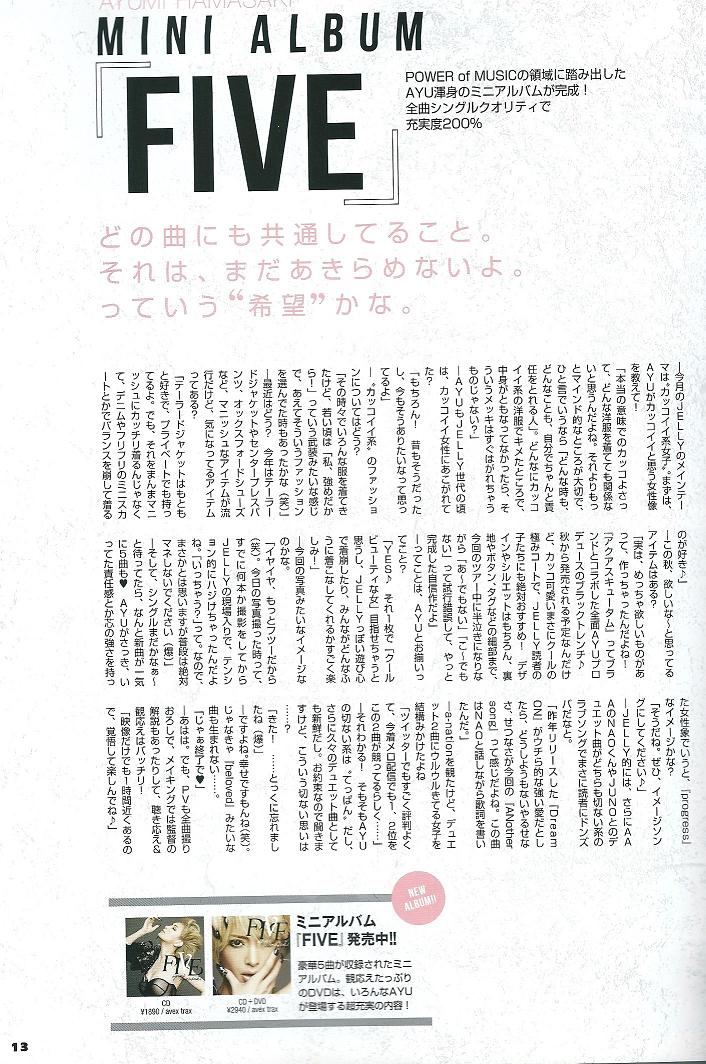 AYUMI HAMASAKI
MINI ALBUM
「FIVE」
POWER of MUSICの領域に踏み出した
AYU渾身のミニアルバムが完成！
全曲シングルクオリティで
充実度200%
どの曲にも共通してること。
それは、まだあきらめないよ。
っていう“希望”かな。
―今月のJELLYのメインテー
マは〝カッコイイ系女子〟。まずは、
AYUがカッコイイと思う女性像
を教えて！
「本当の意味でのカッコよさっ
て、どんな洋服を着てても関係な
いと思うんだよね。それよりもっ
とマインド的なところが大切で、
ひと言でいうなら『どんな時も、
どんなことも、自分でちゃんと責
任をとれる人』。どんなにカッコ
イイ系の洋服でキメたところで、
中身がともなってなかったら、そ
ういうメッキはすぐはがれちゃう
ものじゃない？」
―AYUもJELLY世代の頃
は、カッコイイ女性にあこがれて
た？
「もちろん！　昔もそうだった
し、今もそうありたいなって思っ
てるよ」
―〝カッコイイ系〟のファッショ
ンについてはどう？
「その時々でいろんな服を着てき
たけど、若い頃は『私、強めだか
ら！』っていう武装みたいな感じ
で、あえてそういうファッション
を選んでた時もあったかな（笑）」
―最近はどう？　今年はテーラー
ドジャケットやセンタープレスパ
ンツ、オックスフォードシューズ
など、マニッシュなアイテムが流
行だけど、気になってるアイテム
ってある？
「テーラードジャケットはもとも
と好きで、プライベートでも持っ
てるよ。でも、それをまんまマニ
ッシュにカッチリ着るんじゃなく
て、デニムやフリフリのミニスカ
ートとかでバランスを崩して着る
のが好き♪」
―この秋、欲しいな〜と思ってる
アイテムはある？
「実は、めっちゃ欲しいものがあ
って、作っちゃったんだよね！
『アクアスキュータム』ってブラ
ンドとコラボした全面AYUプロ
デュースのブラックトレンチ♪
秋から発売される予定なんだけ
ど、カッコ可愛いまさにクールの
極みコートで、JELLY読者の
子たちにも絶対おすすめ！　デザ
インやシルエットはもちろん、裏
地やボタン、タグなどの細部まで、
今回のツアー中に半泣きになりな
がら『あ〜でもない』『こ〜でも
ない』って試行錯誤して、やっと
完成した自信作だよ」
―ってことは、AYUとお揃いっ
てこと？
「YES♪　それ1枚で『クール
ビューティな女』目指せちゃうと
思うし、JELLYっぽい遊び心
で着崩したり、みんながどんなふ
うに着こなしてくれるかすごく楽
しみ！」
―今回の写真みたいなイメージな
のかな。
「イヤイヤ、もっとフツーだから
（笑）。今日の写真撮った時って、
すでに何本か撮影をしてから
JELLYの現場入りで、テンシ
ョン的にハジけちゃったんだよ
ね。『いっちゃう？』って。なので、
まさかとは思いますが普段は絶対
マネしないでください（爆）」
―そして、シングルまだかなぁ〜
と待ってたら、なんと新曲が一気
に5曲も♥　AYUがさっき、い
ってた責任感とか芯の強さを持っ
た女性象でいうと、『progress』
なイメージかな？
「そうだね。ぜひ、イメージソン
グにしてください♪」
―JELLY的には、さらにAA
AのNAOくんやJUNOとのデ
ュエット曲がどちらも切ない系の
ラブソングでまさに読者にドンズ
バだなと。
「昨年リリースした『Dream
ON』がウチら的な強い愛だとし
たら、どうしようもないやるせな
さ、せつなさが今回の『ANother
song』って感じだよね。この曲
はNAOと話しながら歌詞を書い
たんだ。」
―a-nationを観たけど、デュエ
ット2曲にウルウルきてる女子を
結構みかけたよね
「ツイッターでもすごく評判よく
て、今着メロ配信でも1、2位を
この2曲が競ってるらしく……」
―それわかる！　そもそもAYU
の切ない系は〝てっぱん〟だし、
さらに久々のデュエット曲として
も新鮮だし。お約束なので聞きま
すけど、こういう切ない思いは
……？
「きた！　……とっくに忘れまし
たね（爆）」
―ですよね。幸せですもんね（笑）。
じゃなきゃ『beloved』みたいな
曲も生まれない……。
「じゃぁ終了で♥」
―あはは。でも、PVも全曲撮り
おろしで、メイキングでは監督の
解説もあったりして、聴き応え＆
観応えはバッチリ！
「映像だけでも1時間近くあるの
で、覚悟して楽しんでね♪」
NEW
ALBUM!!
ミニアルバム
『FIVE』発売中!!
豪華5曲が収録されたミニ
アルバム。観応えたっぷり
のDVDは、いろんなAYU
が登場する超充実の内容！
FIVE
CD
¥1890 / avex trax
FIVE
CD＋DVD
¥2940 / avex trax
13